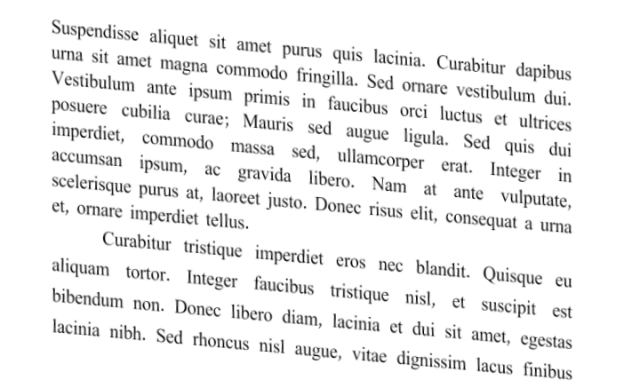 Suspendisse aliquet sit amet purus quis lacinia. Curabitur dapibus
urna sit amet magna commodo fringilla. Sed ornare vestibulum dui.
Vestibulum ante ipsum primis in faucibus orci luctus et ultrices
posuere cubilia curae; Mauris sed augue ligula. Sed quis dui
imperdiet, commodo massa sed, ullamcorper erat. Integer in
accumsan ipsum, ac gravida libero. Nam at ante vulputate,
scelerisque purus at, laoreet justo. Donec risus elit, consequat a urna
et, ornare imperdiet tellus.
Curabitur tristique imperdiet eros nec blandit. Quisque eu
aliquam tortor. Integer faucibus tristique nisl, et suscipit est
bibendum non. Donec libero diam, lacinia et dui sit amet, egestas
lacinia nibh. Sed rhoncus nisl augue, vitae dignissim lacus finibus